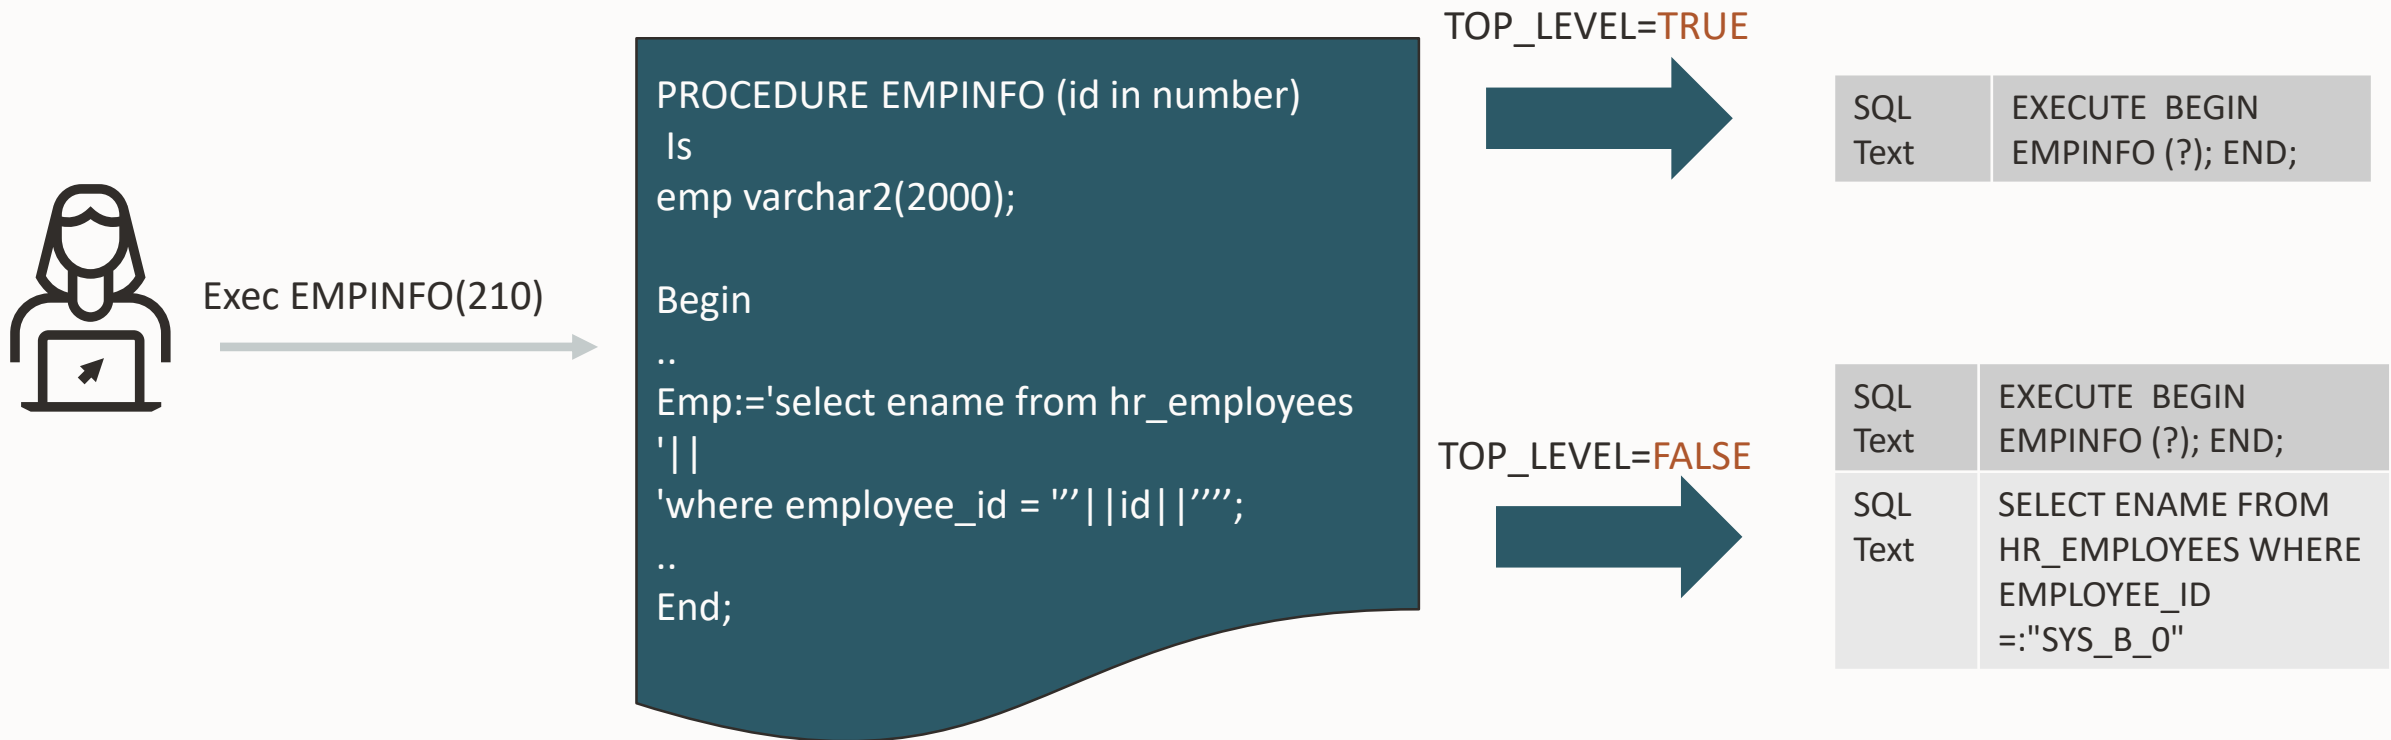 Exec EMPINFO(210)
PROCEDURE EMPINFO (id in number)
Is
emp varchar2(2000);
Begin
..
Emp:='select ename from hr_employees
'||
'where employee_id = '’’||id||’’’’;
..
End;
TOP_LEVEL=TRUE
SQL Text
EXECUTE  BEGIN
EMPINFO (?); END;
TOP_LEVEL=FALSE
SQL Text
EXECUTE  BEGIN
EMPINFO (?); END;
SQL Text
SELECT ENAME FROM
HR_EMPLOYEES WHERE
EMPLOYEE_ID
=:"SYS_B_0"